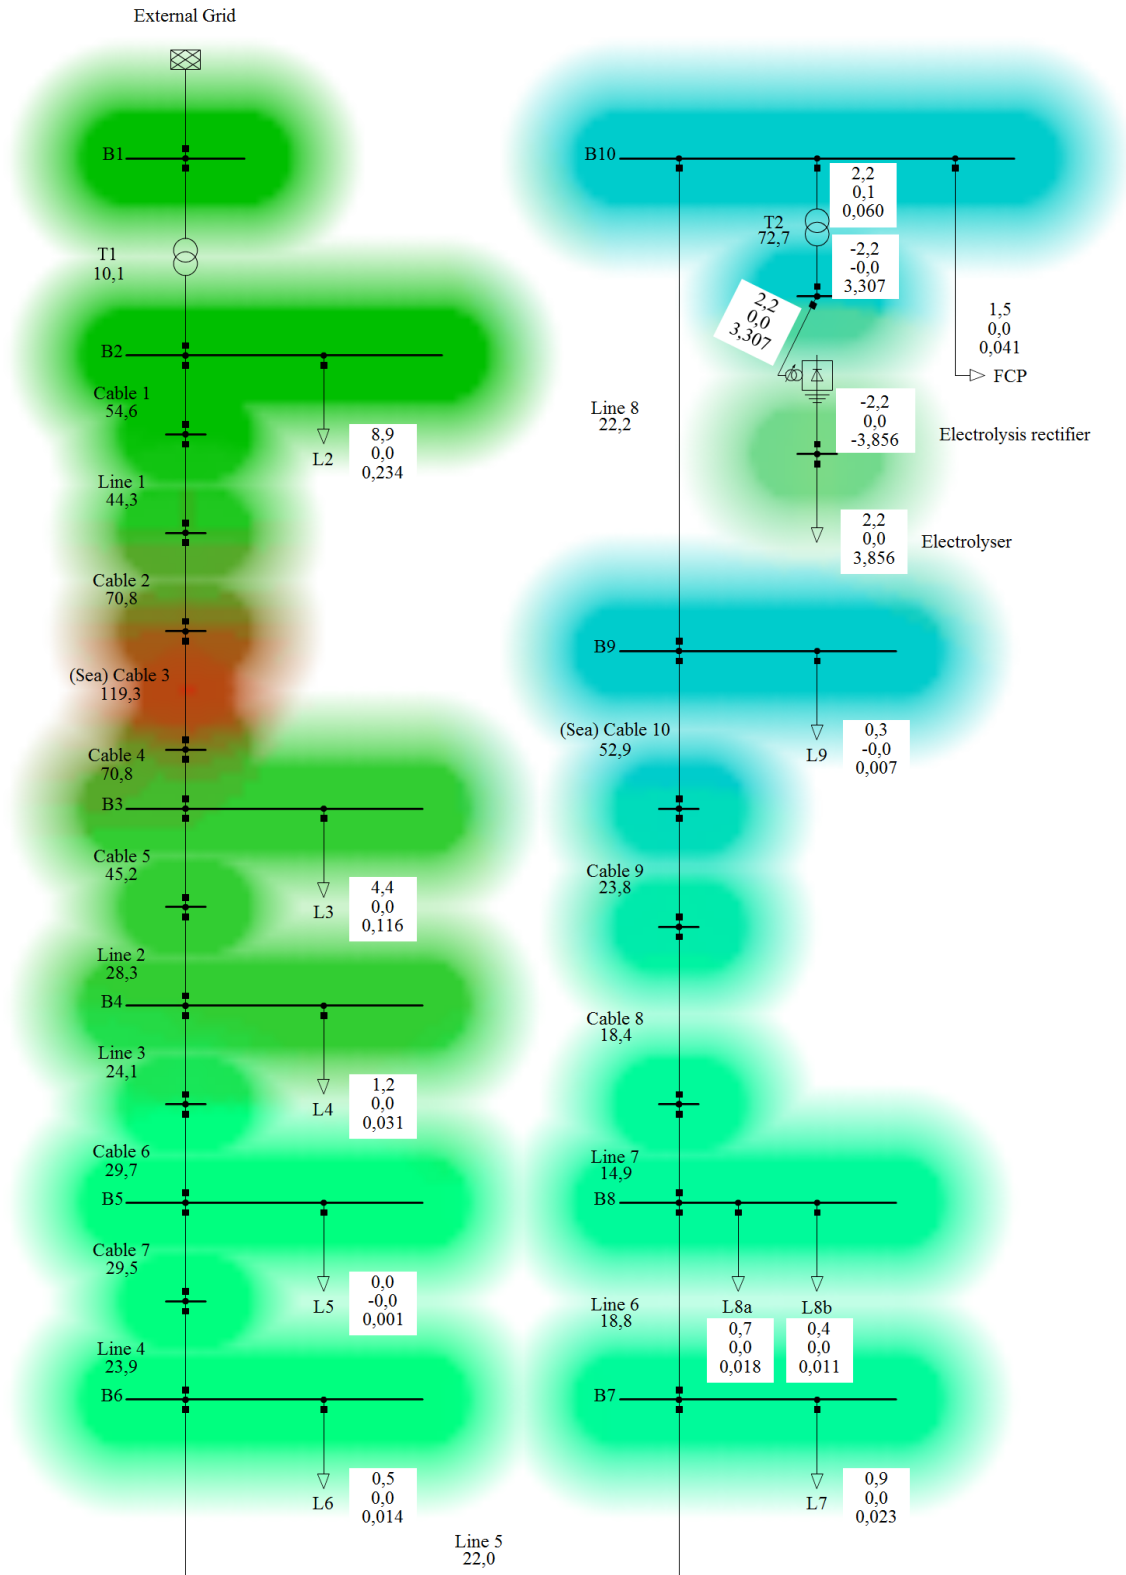 External Grid
B1
T1
10,1
B2
Cable 1
54,6
L2
8,9
0,0
0,234
Line 1
44,3
Cable 2
70,8
(Sea) Cable 3
119,3
Cable 4
70,8
B3
Cable 5
45,2
L3
4,4
0,0
0,116
Line 2
28,3
B4
Line 3
24,1
L4
1,2
0,0
0,031
Cable 6
29,7
B5
Cable 7
29,5
L5
0,0
-0,0
0,001
Line 4
23,9
B6
L6
0,5
0,0
0,014
Line 5
22,0
B10
2,2
0,1
0,060
T2
72,7
-2,2
-0,0
3,307
2,2
0,0
3,307
1,5
0,0
0,041
FCP
Line 8
22,2
-2,2
0,0
-3,856
Electrolysis rectifier
2,2
0,0
3,856
Electrolyser
B9
(Sea) Cable 10
52,9
L9
0,3
-0,0
0,007
Cable 9
23,8
Cable 8
18,4
Line 7
14,9
B8
Line 6
18,8
L8a
0,7
0,0
0,018
L8b
0,4
0,0
0,011
B7
L7
0,9
0,0
0,023